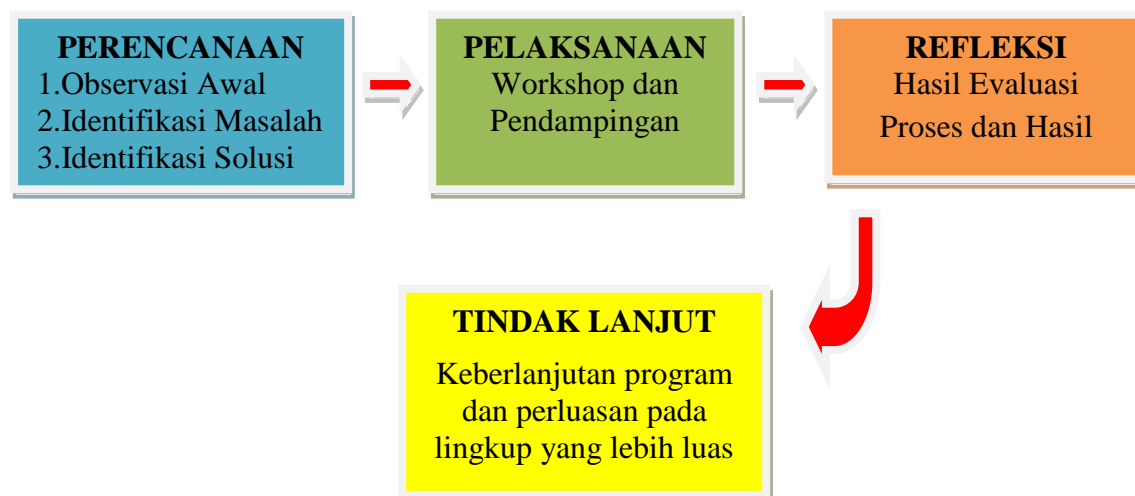 PERENCANAAN
1.Observasi Awal
2.Identifikasi Masalah
3.Identifikasi Solusi
PELAKSANAAN
Workshop dan
Pendampingan
REFLEKSI
Hasil Evaluasi
Proses dan Hasil
TINDAK LANJUT
Keberlanjutan program
dan perluasan pada
lingkup yang lebih luas